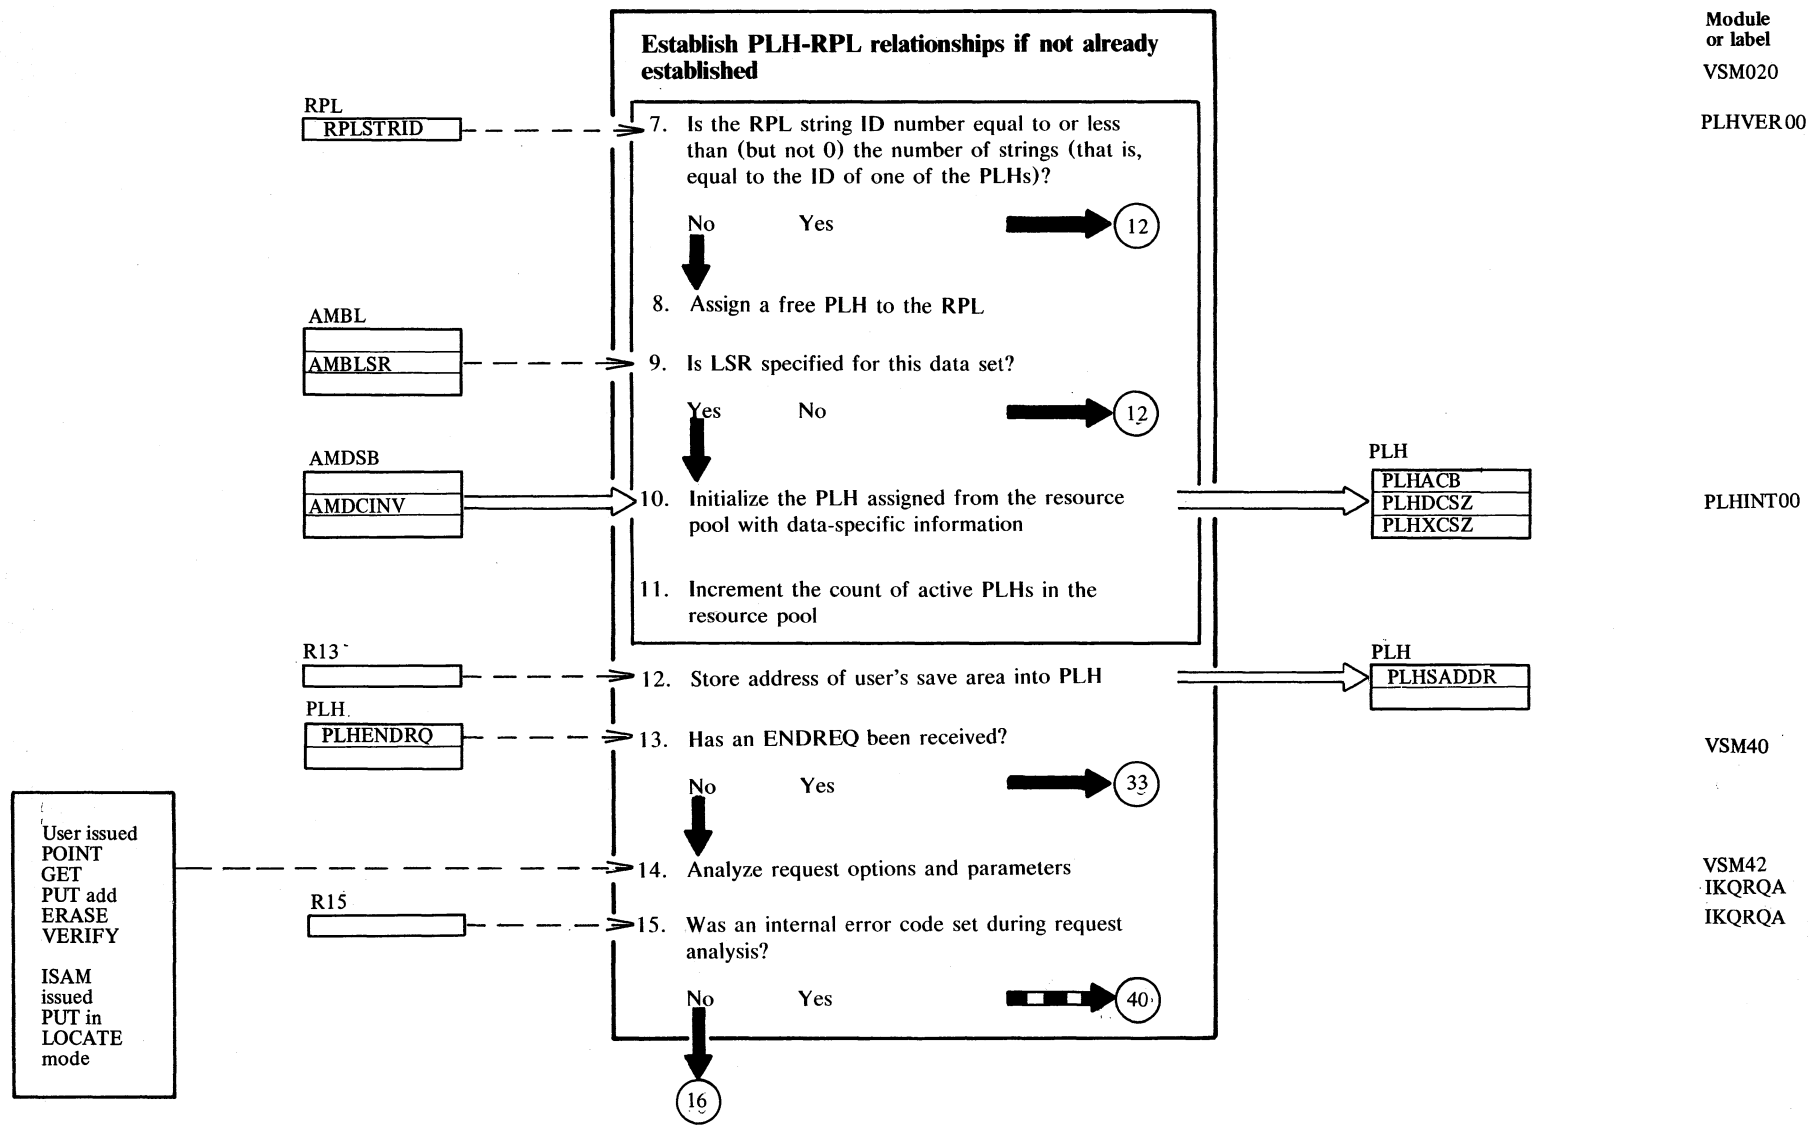 Module
or label
Establish PLH-RPL relationships if not already
established
VSM020
RPL
RPLSTRID
7. Is the RPL string ID number equal to or less
than (but not 0) the number of strings (that is,
equal to the ID of one of the PLHs)?
PLHVER00
No Yes 12
8. Assign a free PLH to the RPL
AMBL
AMBLSR
9. Is LSR specified for this data set?
Yes No 12
AMDSB
AMDCINV
10. Initialize the PLH assigned from the resource
pool with data-specific information
PLH
PLHACB
PLHDCSZ
PLHXCSZ
PLHINT00
11. Increment the count of active PLHs in the
resource pool
R13
12. Store address of user's save area into PLH
PLH
PLHSADDR
PLH
PLHENDRQ
13. Has an ENDREQ been received?
VSM40
No Yes 33
User issued
POINT
GET
PUT add
ERASE
VERIFY
ISAM
issued
PUT in
LOCATE
mode
14. Analyze request options and parameters
VSM42
IKQRQA
R15
15. Was an internal error code set during request
analysis?
IKQRQA
No Yes 40
16